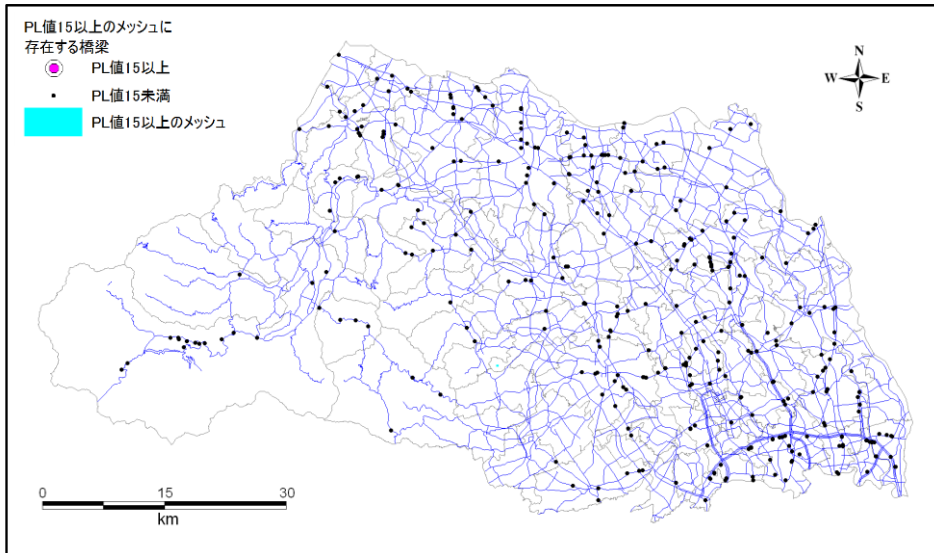 PL値15以上のメッシュに
存在する橋梁
PL値15以上
PL値15未満
PL値15以上のメッシュ
N
W E
S
0 15 30
km